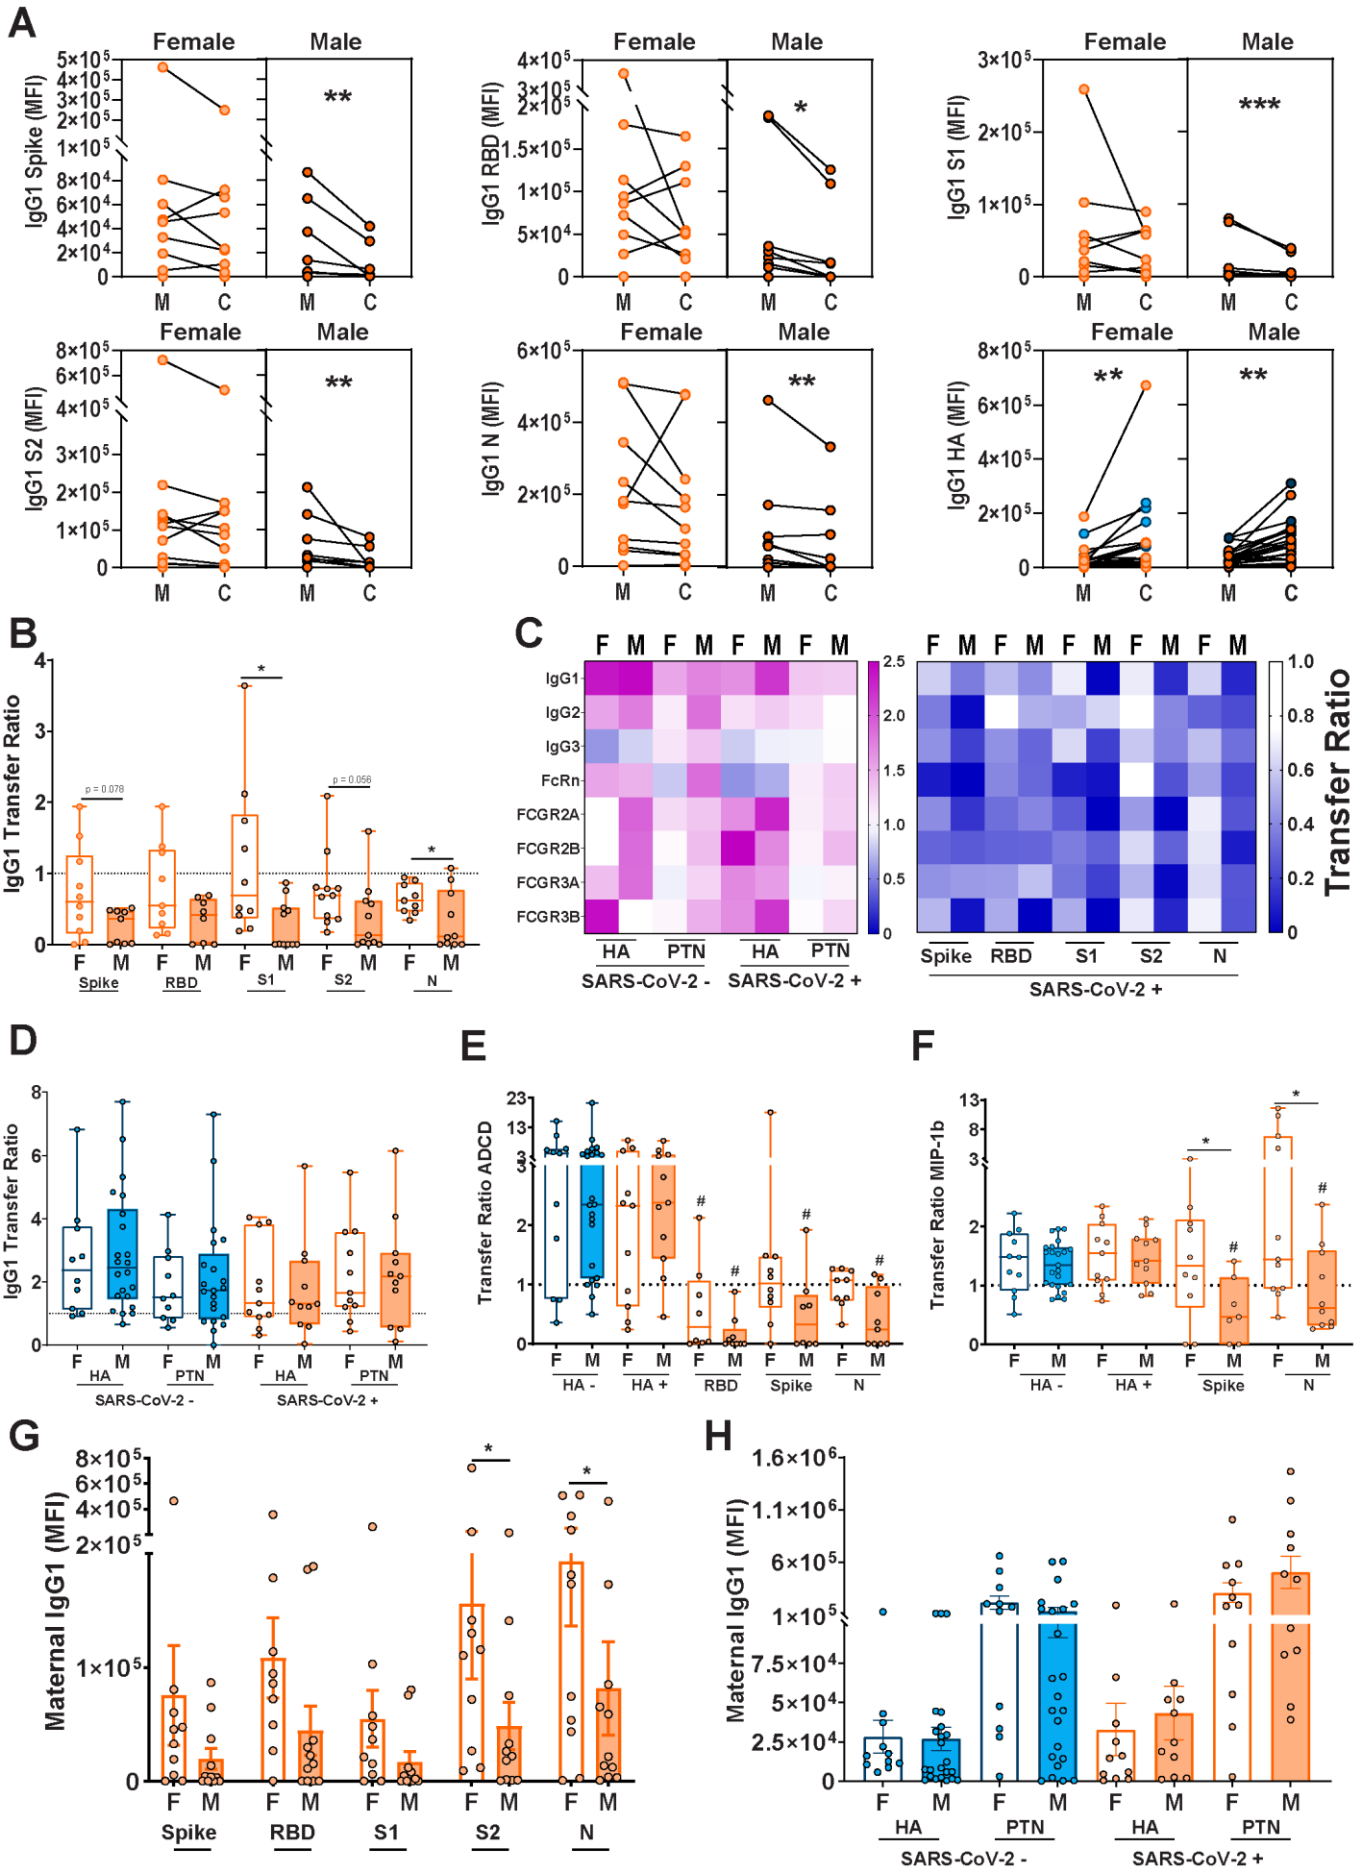 A
Female Male
IgG1 Spike (MFI)
5×10⁵
4×10⁵
3×10⁵
2×10⁵
1×10⁵
8×10⁴
6×10⁴
4×10⁴
2×10⁴
0
**
M C M C
Female Male
IgG1 RBD (MFI)
4×10⁵
3×10⁵
2×10⁵
1.5×10⁵
1×10⁵
5×10⁴
0
*
M C M C
Female Male
IgG1 S1 (MFI)
3×10⁵
2×10⁵
1×10⁵
0
***
M C M C
Female Male
IgG1 S2 (MFI)
8×10⁵
6×10⁵
4×10⁵
3×10⁵
2×10⁵
1×10⁵
0
**
M C M C
Female Male
IgG1 N (MFI)
6×10⁵
4×10⁵
2×10⁵
0
**
M C M C
Female Male
IgG1 HA (MFI)
8×10⁵
6×10⁵
4×10⁵
2×10⁵
0
** **
M C M C
B
IgG1 Transfer Ratio
4
3
2
1
0
p = 0.078
*
p = 0.056
*
F M F M F M F M F M
Spike RBD S1 S2 N
C
F M F M F M F M
IgG1
IgG2
IgG3
FcRn
FCGR2A
FCGR2B
FCGR3A
FCGR3B
HA PTN HA PTN
SARS-CoV-2 - SARS-CoV-2 +
2.5
2.0
1.5
1.0
0.5
0
F M F M F M F M F M
Spike RBD S1 S2 N
SARS-CoV-2 +
1.0
0.8
0.6
0.4
0.2
0
Transfer Ratio
D
IgG1 Transfer Ratio
8
6
4
2
0
F M F M F M F M
HA PTN HA PTN
SARS-CoV-2 - SARS-CoV-2 +
E
Transfer Ratio ADCD
23
13
3
2
1
0
# # # #
F M F M F M F M F M
HA - HA + RBD Spike N
F
Transfer Ratio MIP-1b
13
8
3
2
1
0
* *
# #
F M F M F M F M
HA - HA + Spike N
G
Maternal IgG1 (MFI)
8×10⁵
6×10⁵
4×10⁵
2×10⁵
1×10⁵
0
* *
F M F M F M F M F M
Spike RBD S1 S2 N
H
Maternal IgG1 (MFI)
1.6×10⁶
1.1×10⁶
6×10⁵
1×10⁵
7.5×10⁴
5×10⁴
2.5×10⁴
0
F M F M F M F M
HA PTN HA PTN
SARS-CoV-2 - SARS-CoV-2 +